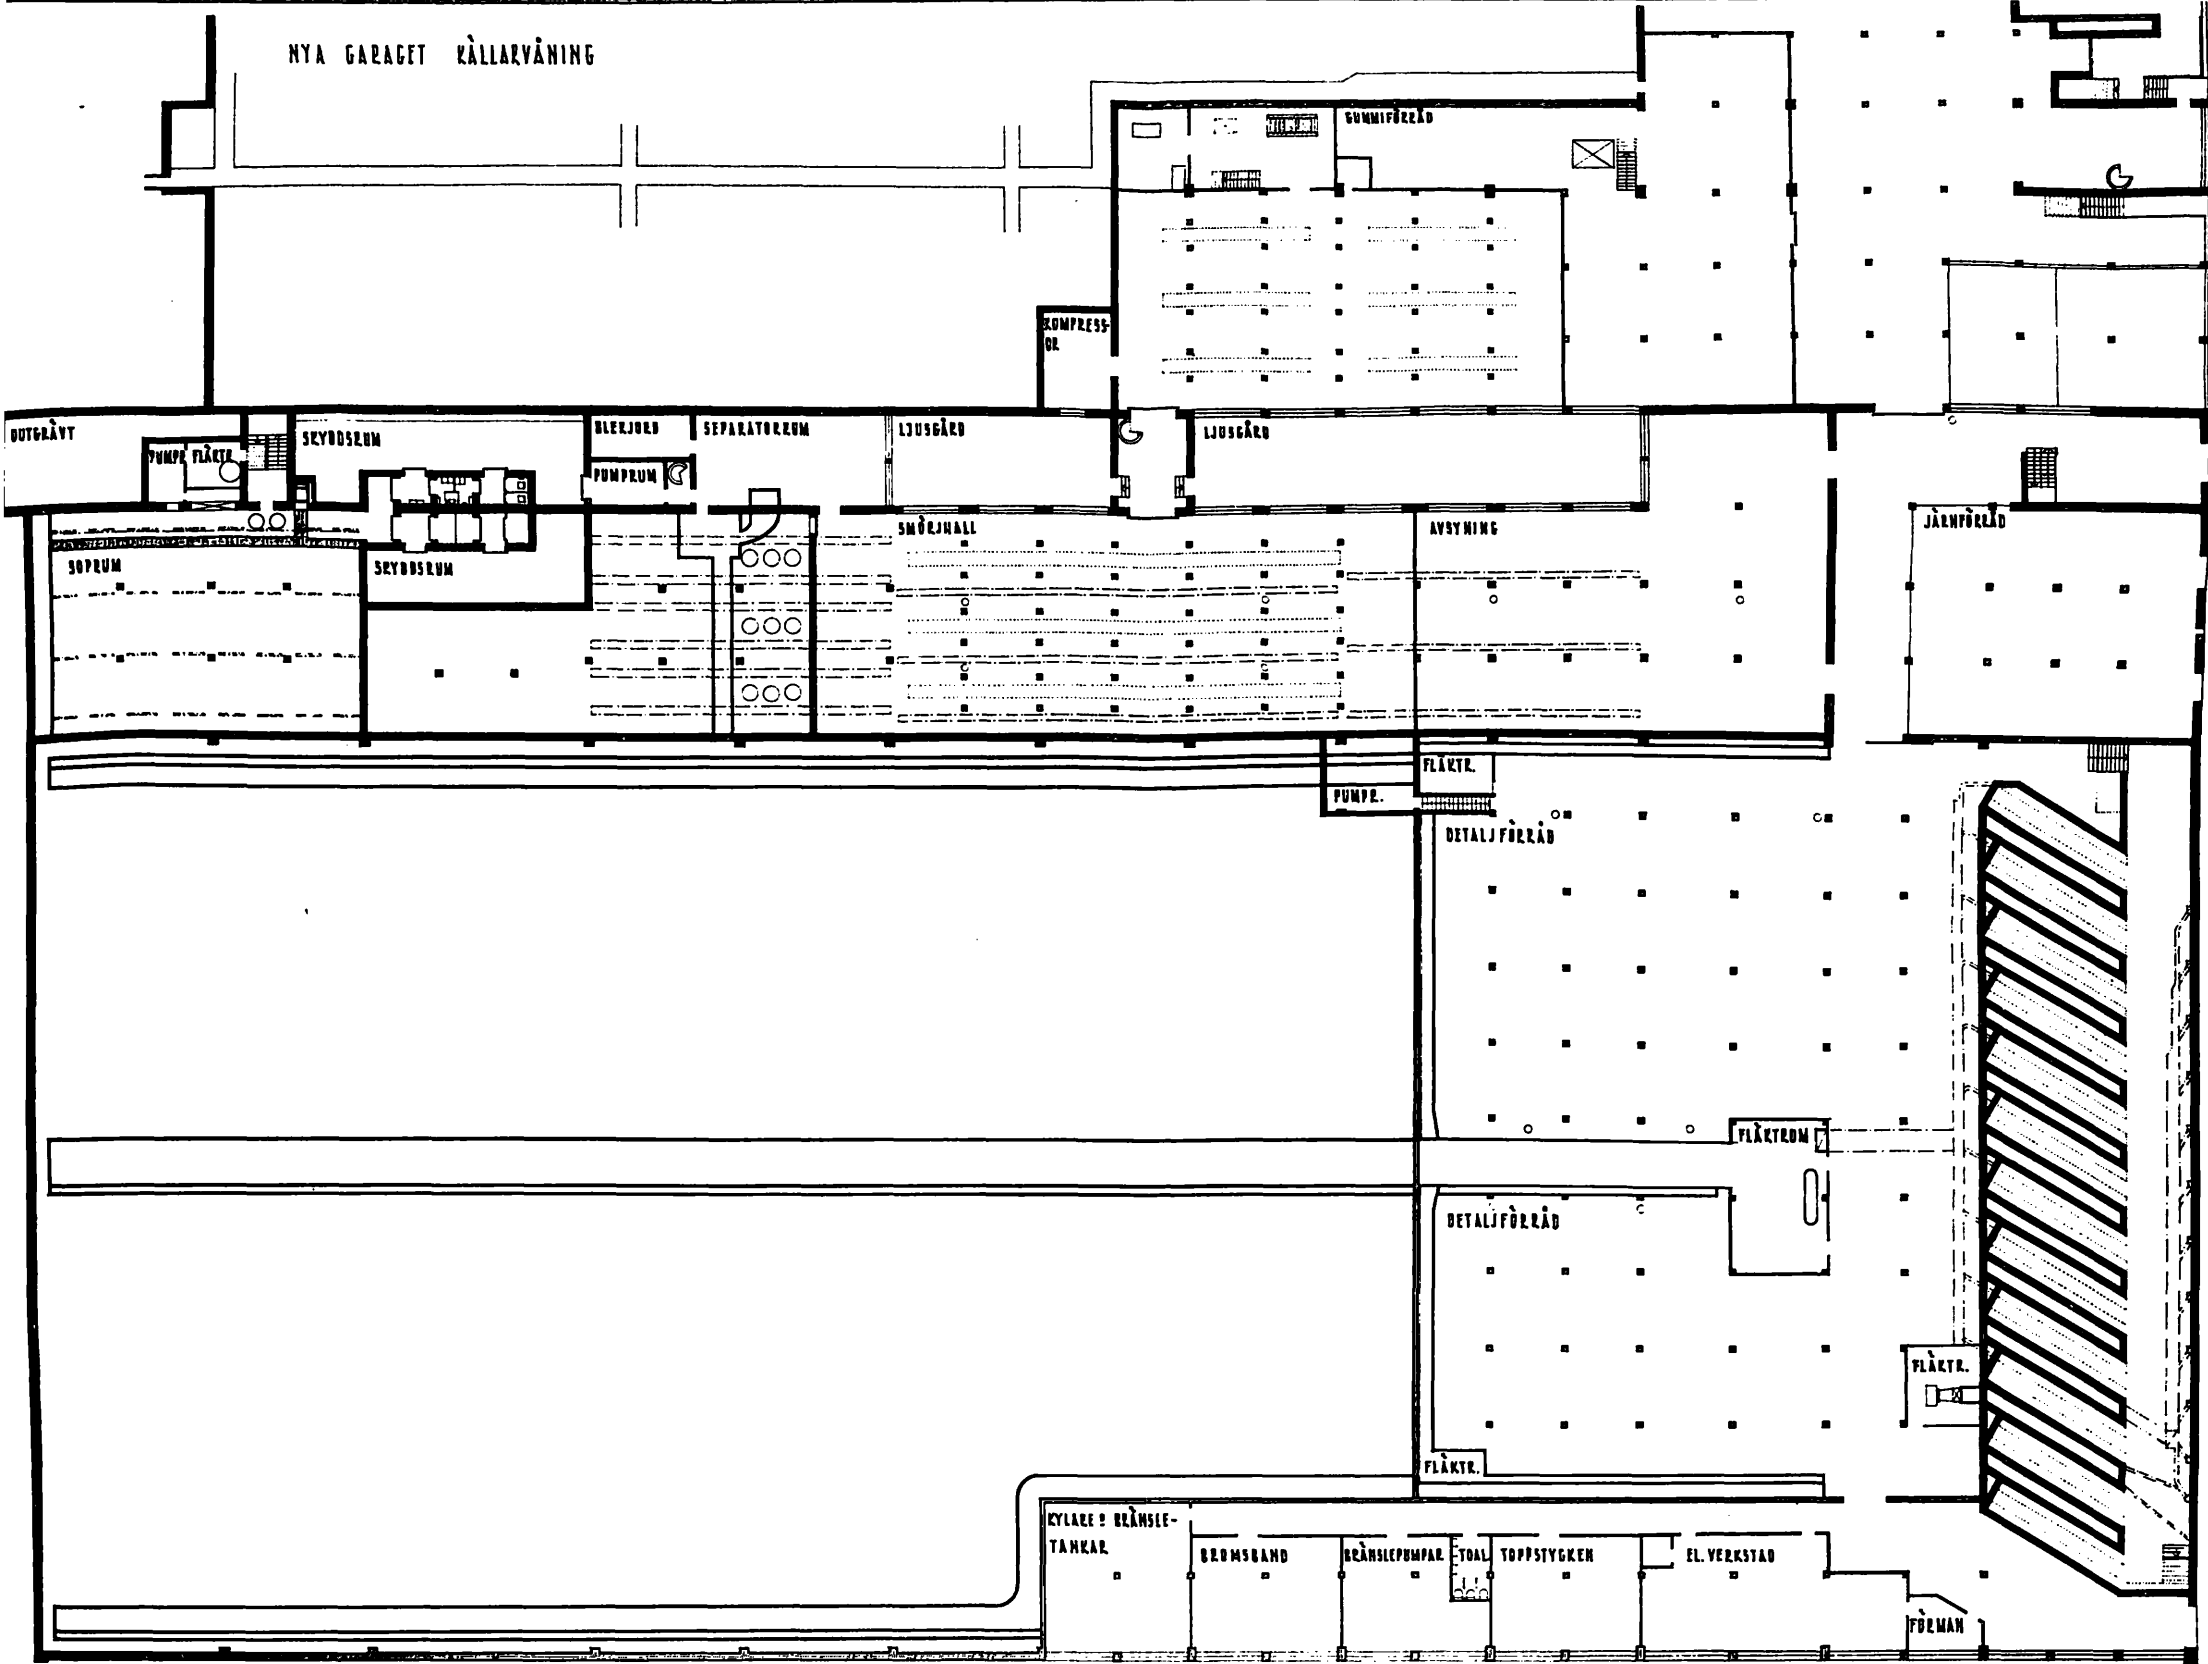 NYA GARAGET KÄLLARVÅNING
GUMMIFÖRRÅD
KOMPRESS-
OR
OUTGRÄVT
PUMPR FLÄKTR.
SKYDDSRUM
BLEKJORD
PUMPRUM
SEPARATORRUM
LJUSGÅRD
LJUSGÅRD
SOPRUM
SKYDDSRUM
SMÖRJHALL
AVSYNING
JÄRNFÖRRÅD
FLÄKTR.
PUMPR.
DETALJFÖRRÅD
FLÄKTRUM
DETALJFÖRRÅD
FLÄKTR.
FLÄKTR.
KYLARE O BRÄNSLE-
TANKAR
BROMSBAND
BRÄNSLEPUMPAR
TOAL
TOPPSTYCKEN
EL. VERKSTAD
FÖRMAN